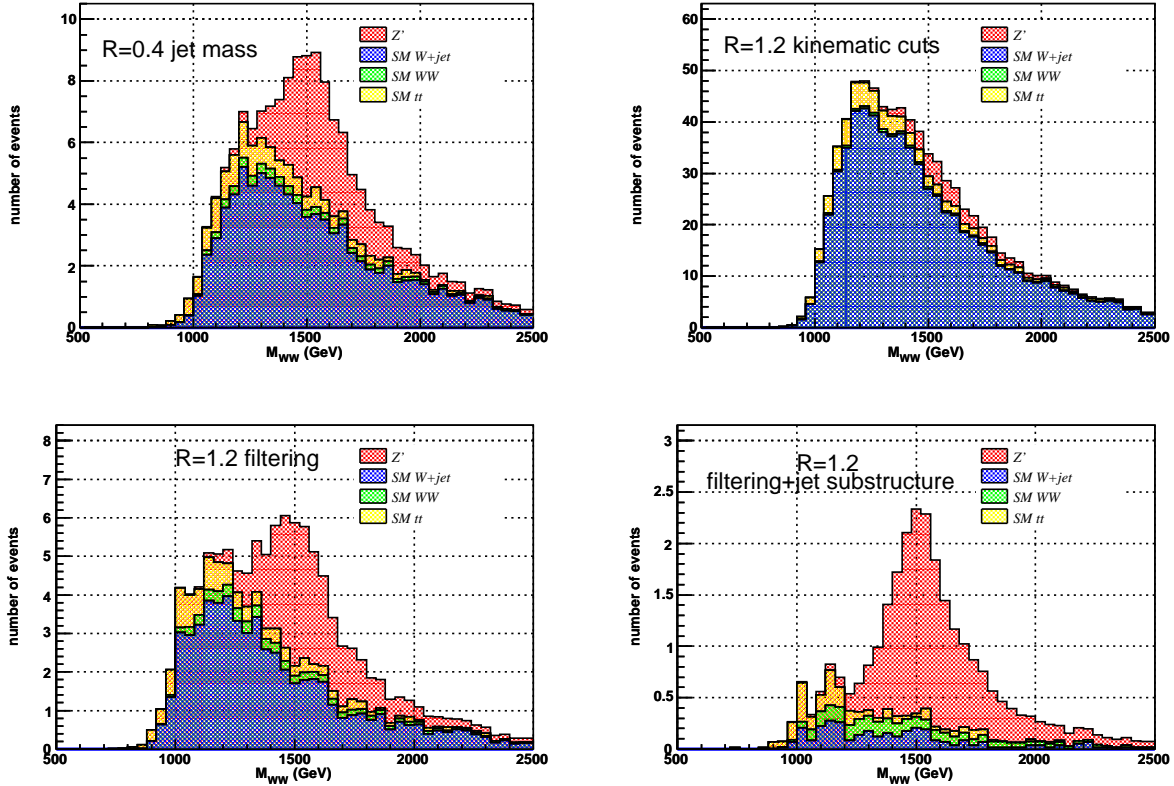 R=0.4 jet mass
Z'
SM W+jet
SM WW
SM tt
number of events
0
2
4
6
8
10
500
1000
1500
2000
2500
M_WW (GeV)
R=1.2 kinematic cuts
Z'
SM W+jet
SM WW
SM tt
number of events
0
10
20
30
40
50
60
500
1000
1500
2000
2500
M_WW (GeV)
R=1.2 filtering
Z'
SM W+jet
SM WW
SM tt
number of events
0
1
2
3
4
5
6
7
8
500
1000
1500
2000
2500
M_WW (GeV)
R=1.2
filtering+jet substructure
Z'
SM W+jet
SM WW
SM tt
number of events
0
0.5
1
1.5
2
2.5
3
500
1000
1500
2000
2500
M_WW (GeV)